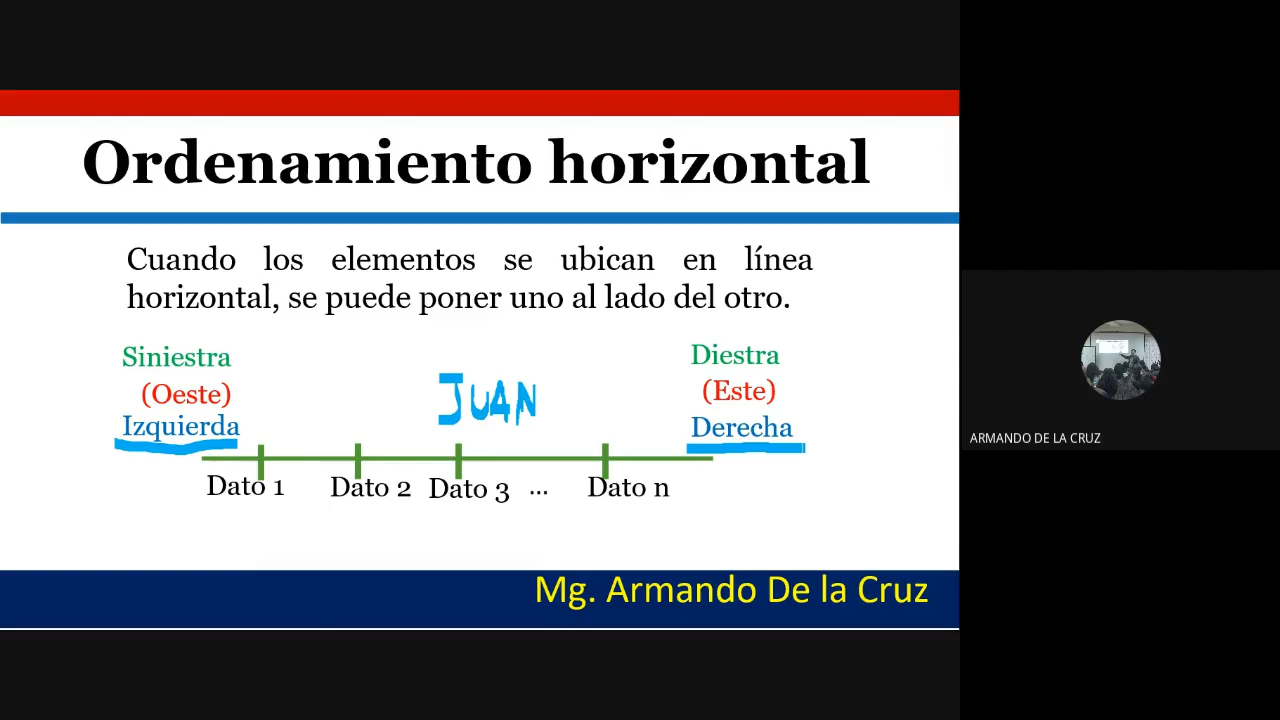 Ordenamiento horizontal
Cuando los elementos se ubican en línea
horizontal, se puede poner uno al lado del otro.
Siniestra
(Oeste)
Izquierda
JUAN
Diestra
(Este)
Derecha
Dato 1 Dato 2 Dato 3 ... Dato n
Mg. Armando De la Cruz
ARMANDO DE LA CRUZ